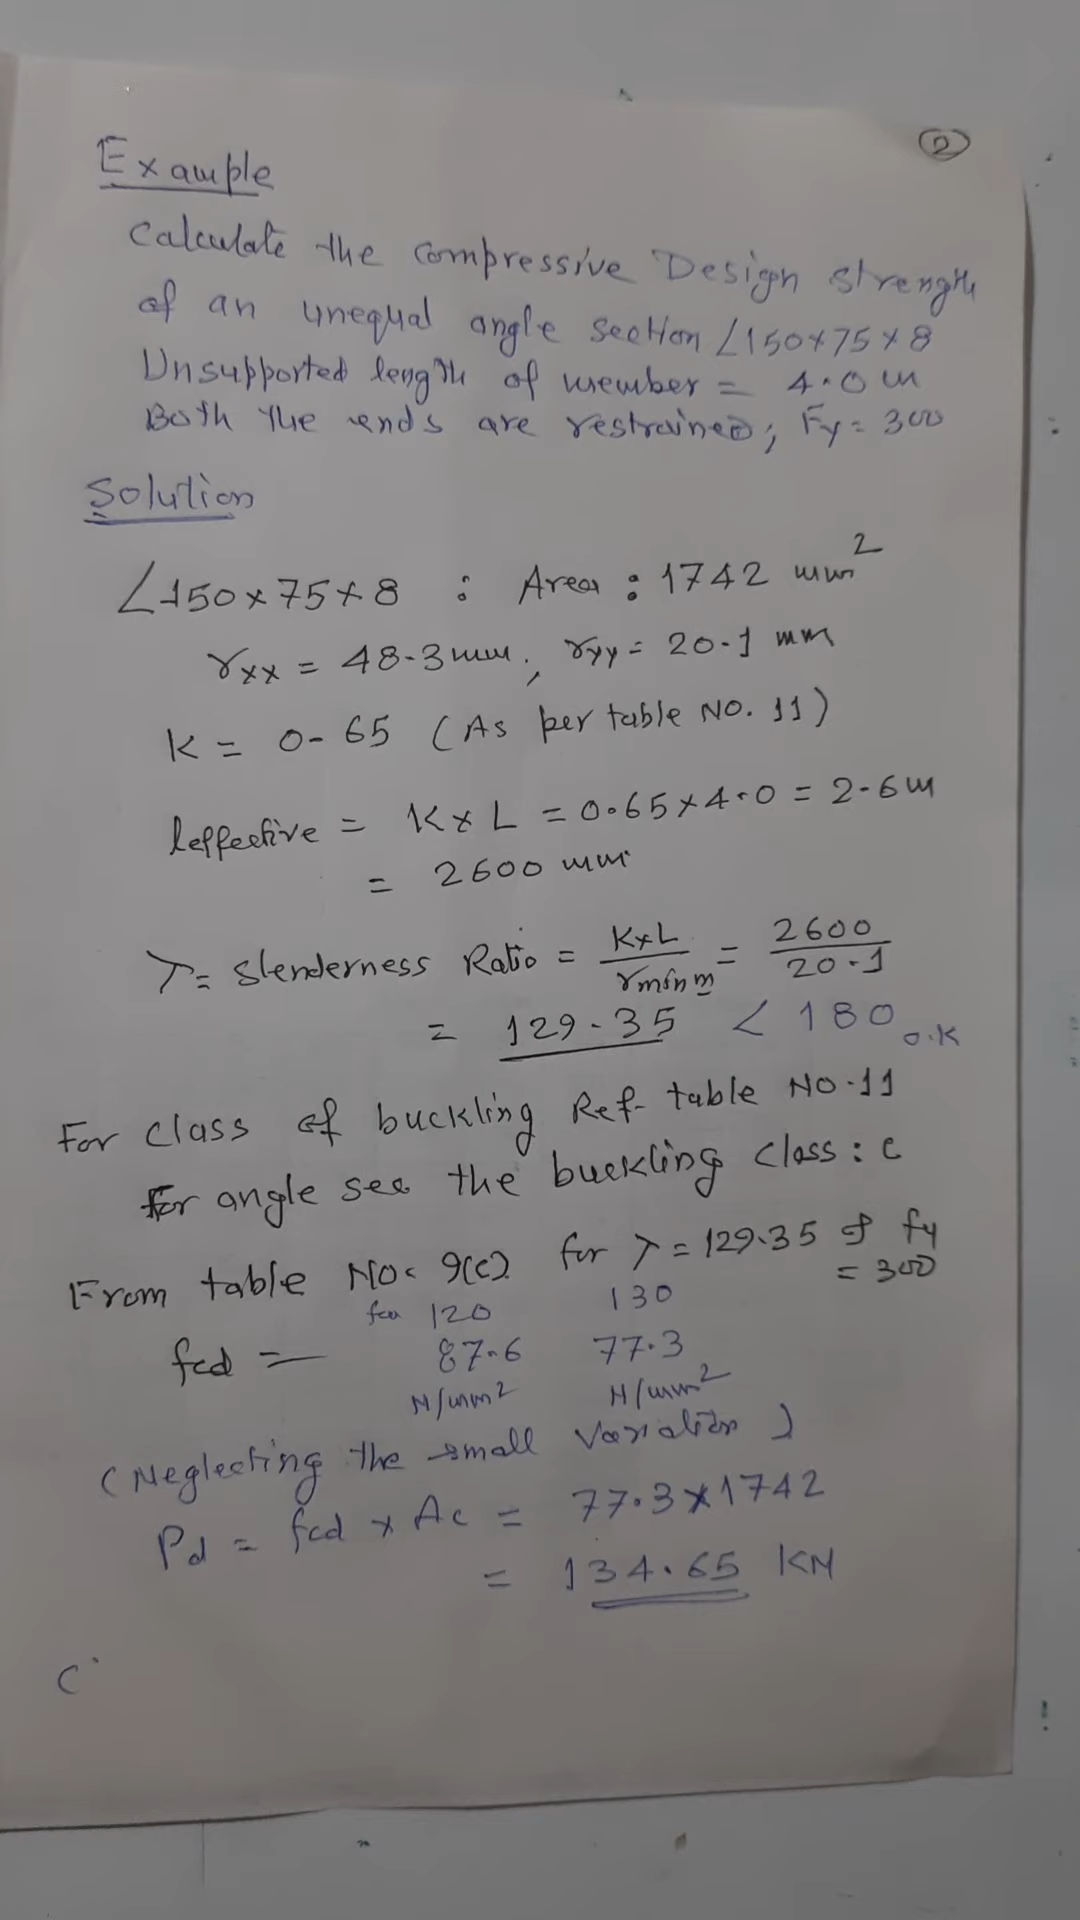 2
Example
Calculate the compressive Design strength
of an unequal angle section ∠150×75×8
Unsupported length of member = 4.0 m
Both the ends are restrained; Fy = 300
Solution
∠150×75×8 : Area : 1742 mm²
rxx = 48.3 mm, ryy = 20.1 mm
K = 0.65 (As per table No. 11)
leffective = K×L = 0.65×4.0 = 2.6m
= 2600 mm
λ = Slenderness Ratio = K×L / rminm = 2600 / 20.1
= 129.35 < 180 O.K
For Class of buckling Ref. table No.11
For angle see the buckling class : c
From table No. 9(c) for λ = 129.35 & fy = 300
for 120 130
fcd = 87.6 77.3
N/mm² N/mm²
(Neglecting the small variation)
Pd = fcd × Ac = 77.3×1742
= 134.65 KN
(